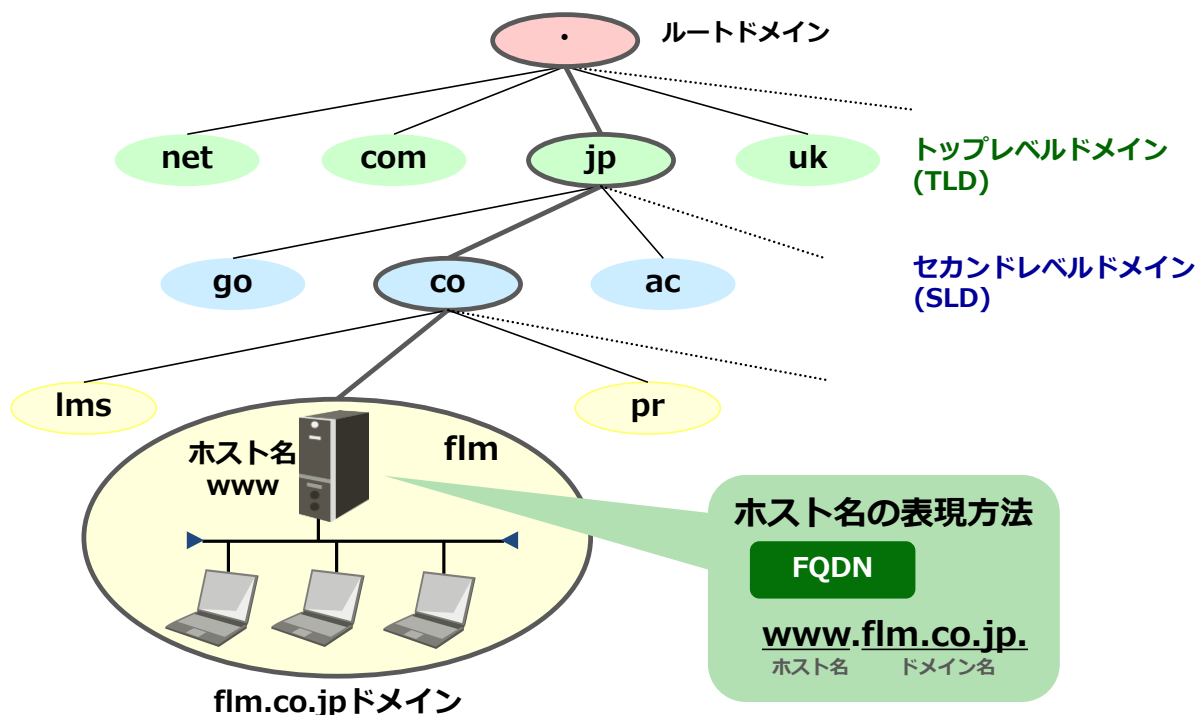 .
ルートドメイン
net
com
jp
uk
トップレベルドメイン
(TLD)
go
co
ac
セカンドレベルドメイン
(SLD)
lms
pr
ホスト名
www
flm
ホスト名の表現方法
FQDN
www.flm.co.jp.
ホスト名 ドメイン名
flm.co.jpドメイン